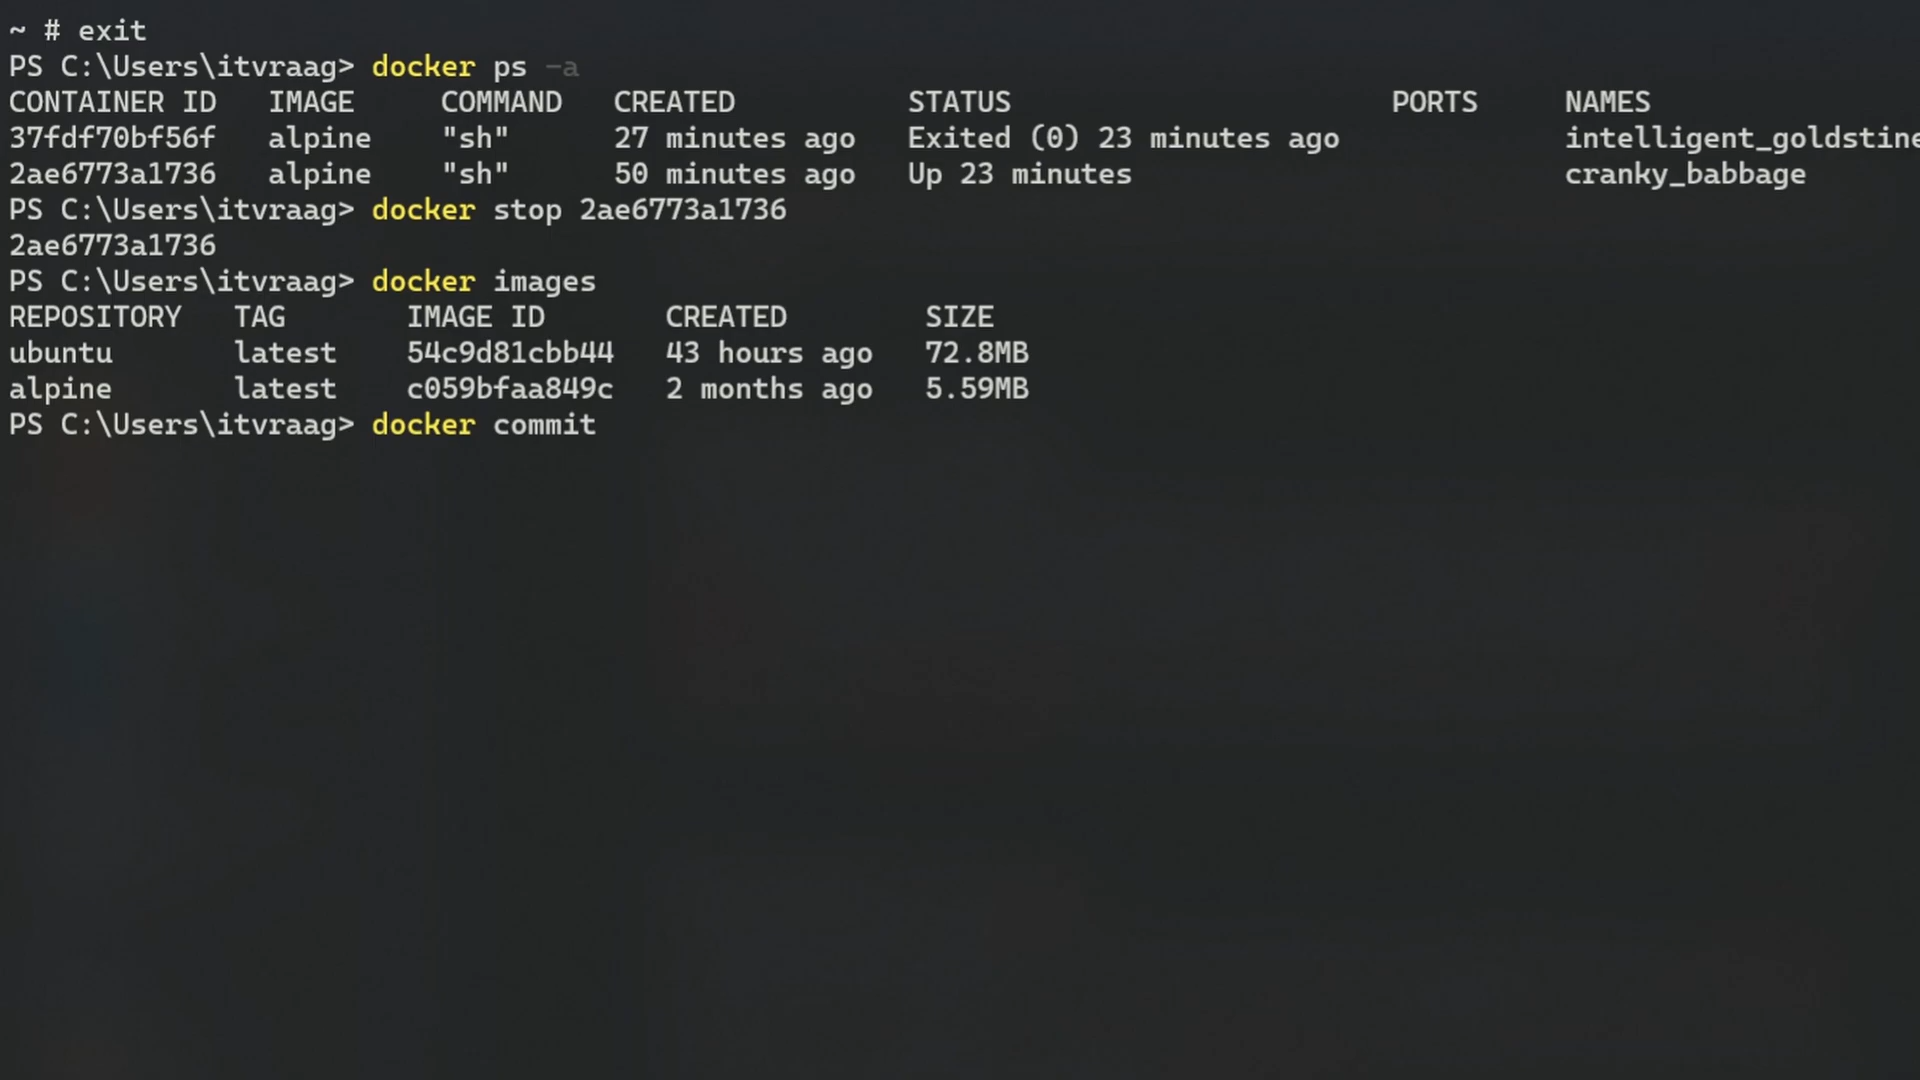 ~ # exit
PS C:\Users\itvraag> docker ps -a
CONTAINER ID   IMAGE     COMMAND   CREATED          STATUS                      PORTS     NAMES
37fdf70bf56f   alpine    "sh"      27 minutes ago   Exited (0) 23 minutes ago             intelligent_goldstine
2ae6773a1736   alpine    "sh"      50 minutes ago   Up 23 minutes                         cranky_babbage
PS C:\Users\itvraag> docker stop 2ae6773a1736
2ae6773a1736
PS C:\Users\itvraag> docker images
REPOSITORY   TAG       IMAGE ID       CREATED        SIZE
ubuntu       latest    54c9d81cbb44   43 hours ago   72.8MB
alpine       latest    c059bfaa849c   2 months ago   5.59MB
PS C:\Users\itvraag> docker commit